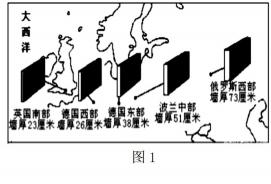 大西洋
英国南部
墙厚23厘米
德国西部
墙厚26厘米
德国东部
墙厚38厘米
波兰中部
墙厚51厘米
俄罗斯西部
墙厚73厘米
图1